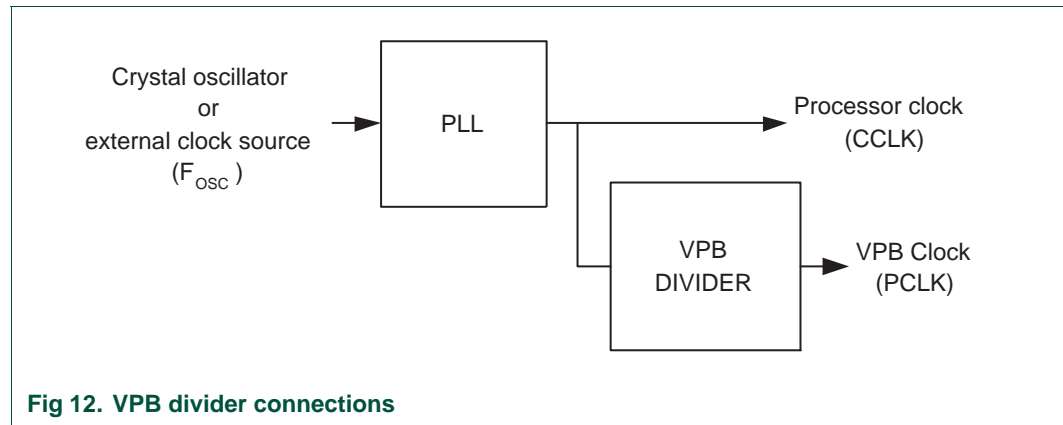 Crystal oscillator
or
external clock source
(FOSC )
PLL
Processor clock
(CCLK)
VPB
DIVIDER
VPB Clock
(PCLK)
Fig 12. VPB divider connections